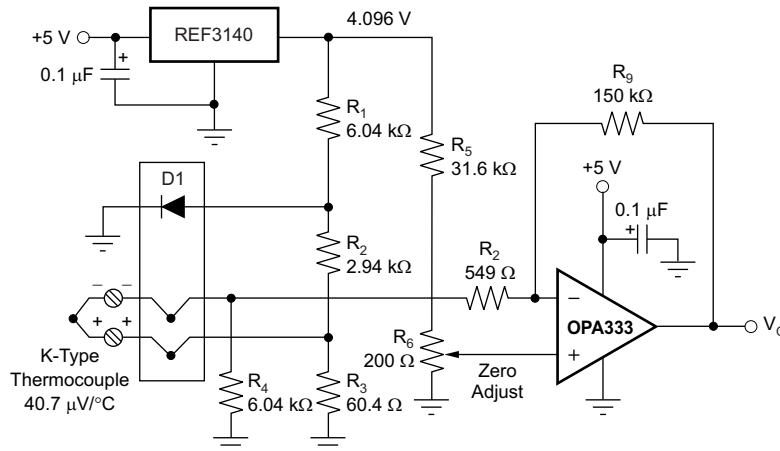 +5 V
REF3140
4.096 V
0.1 μF
+
R1
6.04 kΩ
R5
31.6 kΩ
R9
150 kΩ
+5 V
0.1 μF
+
D1
R2
2.94 kΩ
R2
549 Ω
− −
+ +
K-Type
Thermocouple
40.7 μV/°C
R4
6.04 kΩ
R3
60.4 Ω
R6
200 Ω
Zero
Adjust
−
OPA333
+
VO